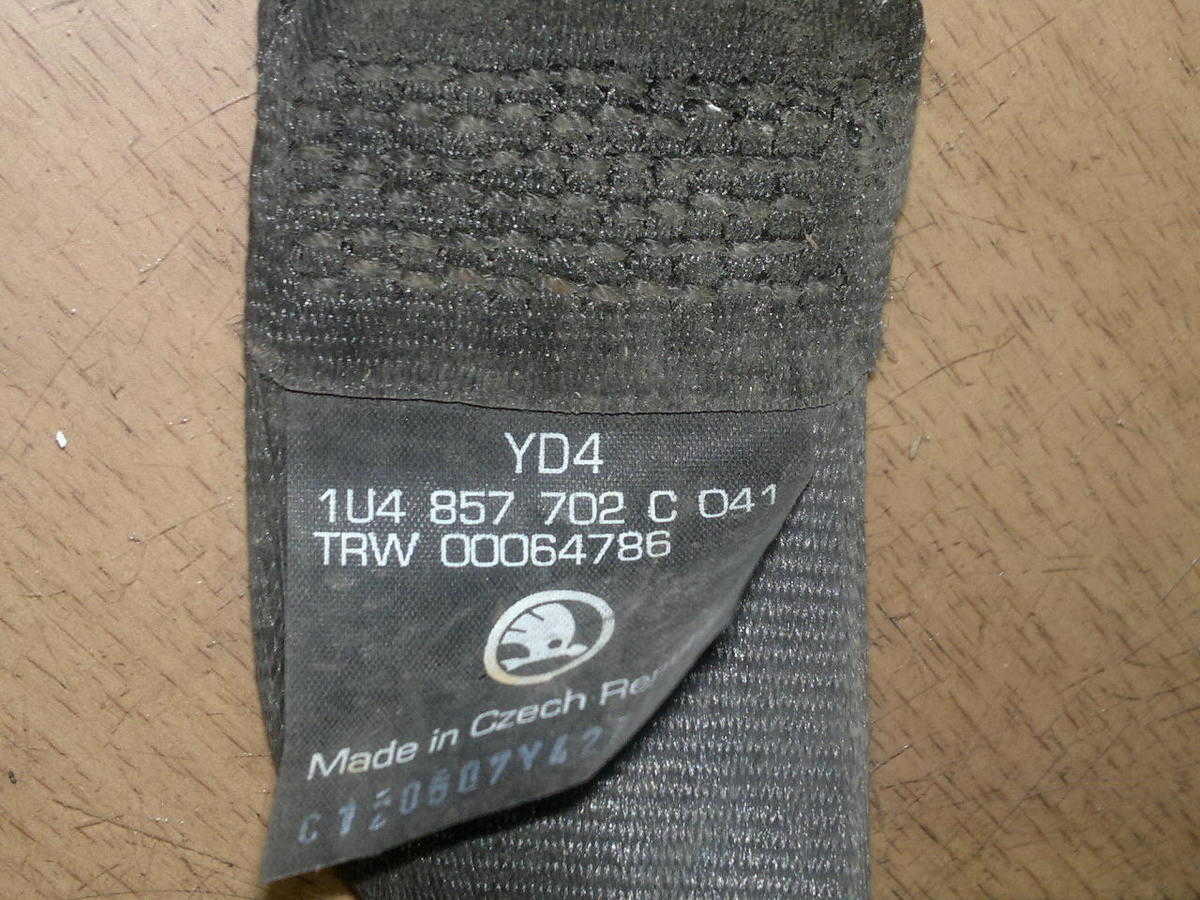 YD4
1U4 857 702 C 041
TRW 00064786
Made in Czech